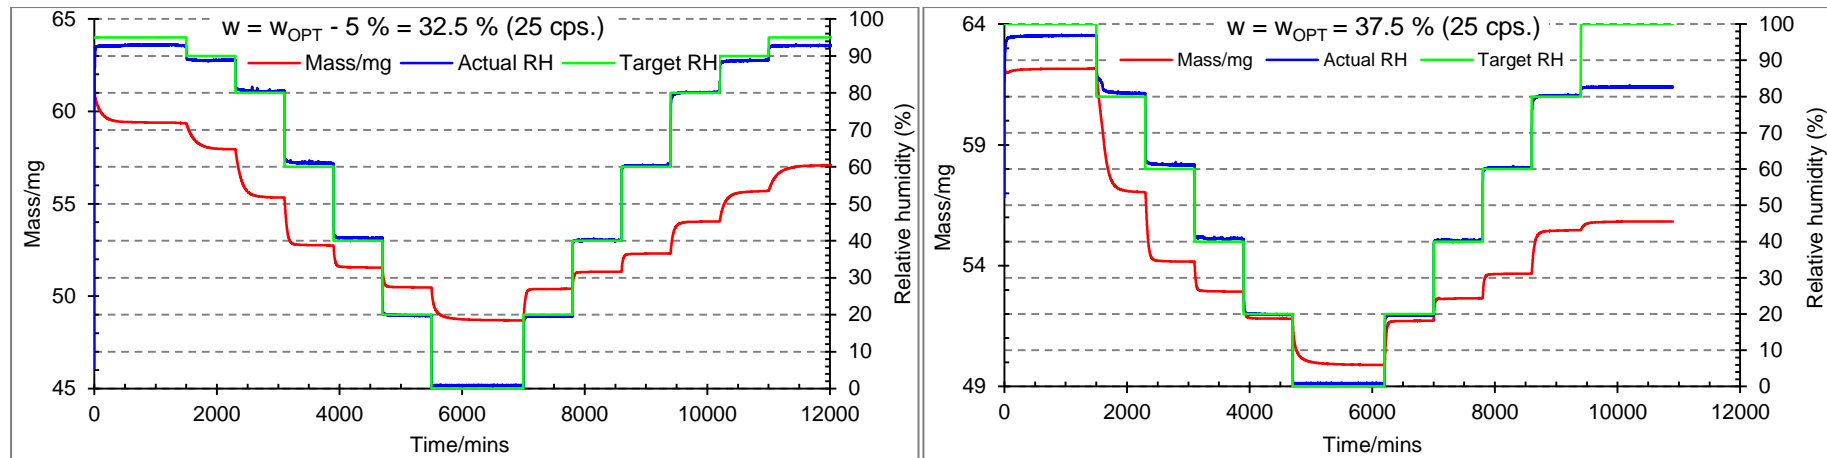 w = wOPT - 5 % = 32.5 % (25 cps.)
Mass/mg Actual RH Target RH
65
60
55
50
45
Mass/mg
100
90
80
70
60
50
40
30
20
10
0
Relative humidity (%)
0 2000 4000 6000 8000 10000 12000
Time/mins
w = wOPT = 37.5 % (25 cps.)
Mass/mg Actual RH Target RH
64
59
54
49
Mass/mg
100
90
80
70
60
50
40
30
20
10
0
Relative humidity (%)
0 2000 4000 6000 8000 10000 12000
Time/mins